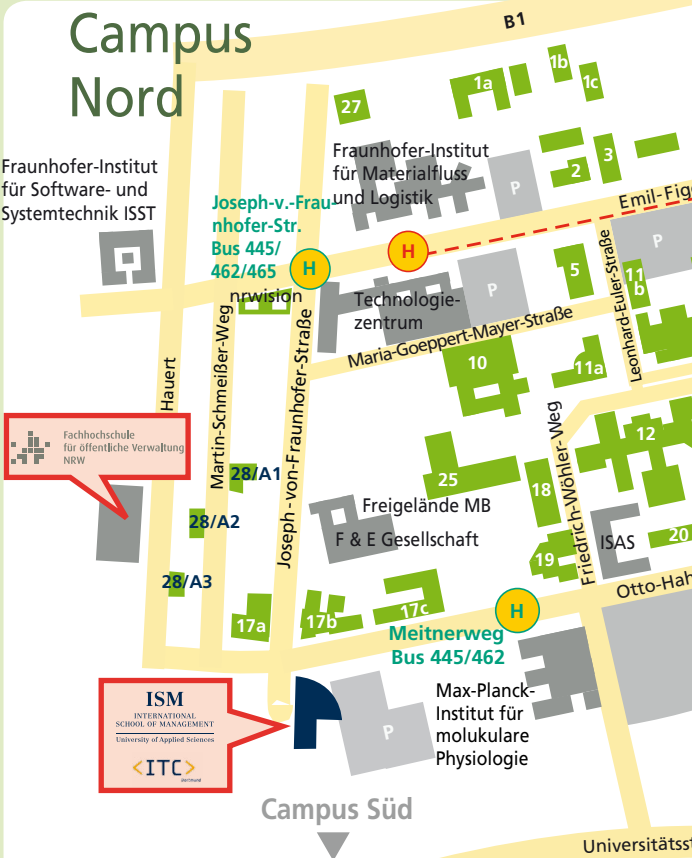 Campus
Nord
B1
1a
1b
1c
27
Fraunhofer-Institut
für Software- und
Systemtechnik ISST
Fraunhofer-Institut
für Materialfluss
und Logistik
P
2
3
Joseph-v.-Frau-
nhofer-Str.
Bus 445/
462/465
H
H
Emil-Fig
P
nrwision
Technologie-
zentrum
P
5
11
b
Leonhard-Euler-Straße
Maria-Goeppert-Mayer-Straße
10
11a
Hauert
Martin-Schmeißer-Weg
Joseph-von-Fraunhofer-Straße
Friedrich-Wöhler-Weg
12
Fachhochschule
für öffentliche Verwaltung
NRW
28/A1
25
18
28/A2
Freigelände MB
F & E Gesellschaft
ISAS
20
19
28/A3
17a
17b
17c
H
Otto-Hah
Meitnerweg
Bus 445/462
ISM
INTERNATIONAL
SCHOOL OF MANAGEMENT
University of Applied Sciences
<ITC>
dortmund
P
Max-Planck-
Institut für
molukulare
Physiologie
Campus Süd
Universitätsst